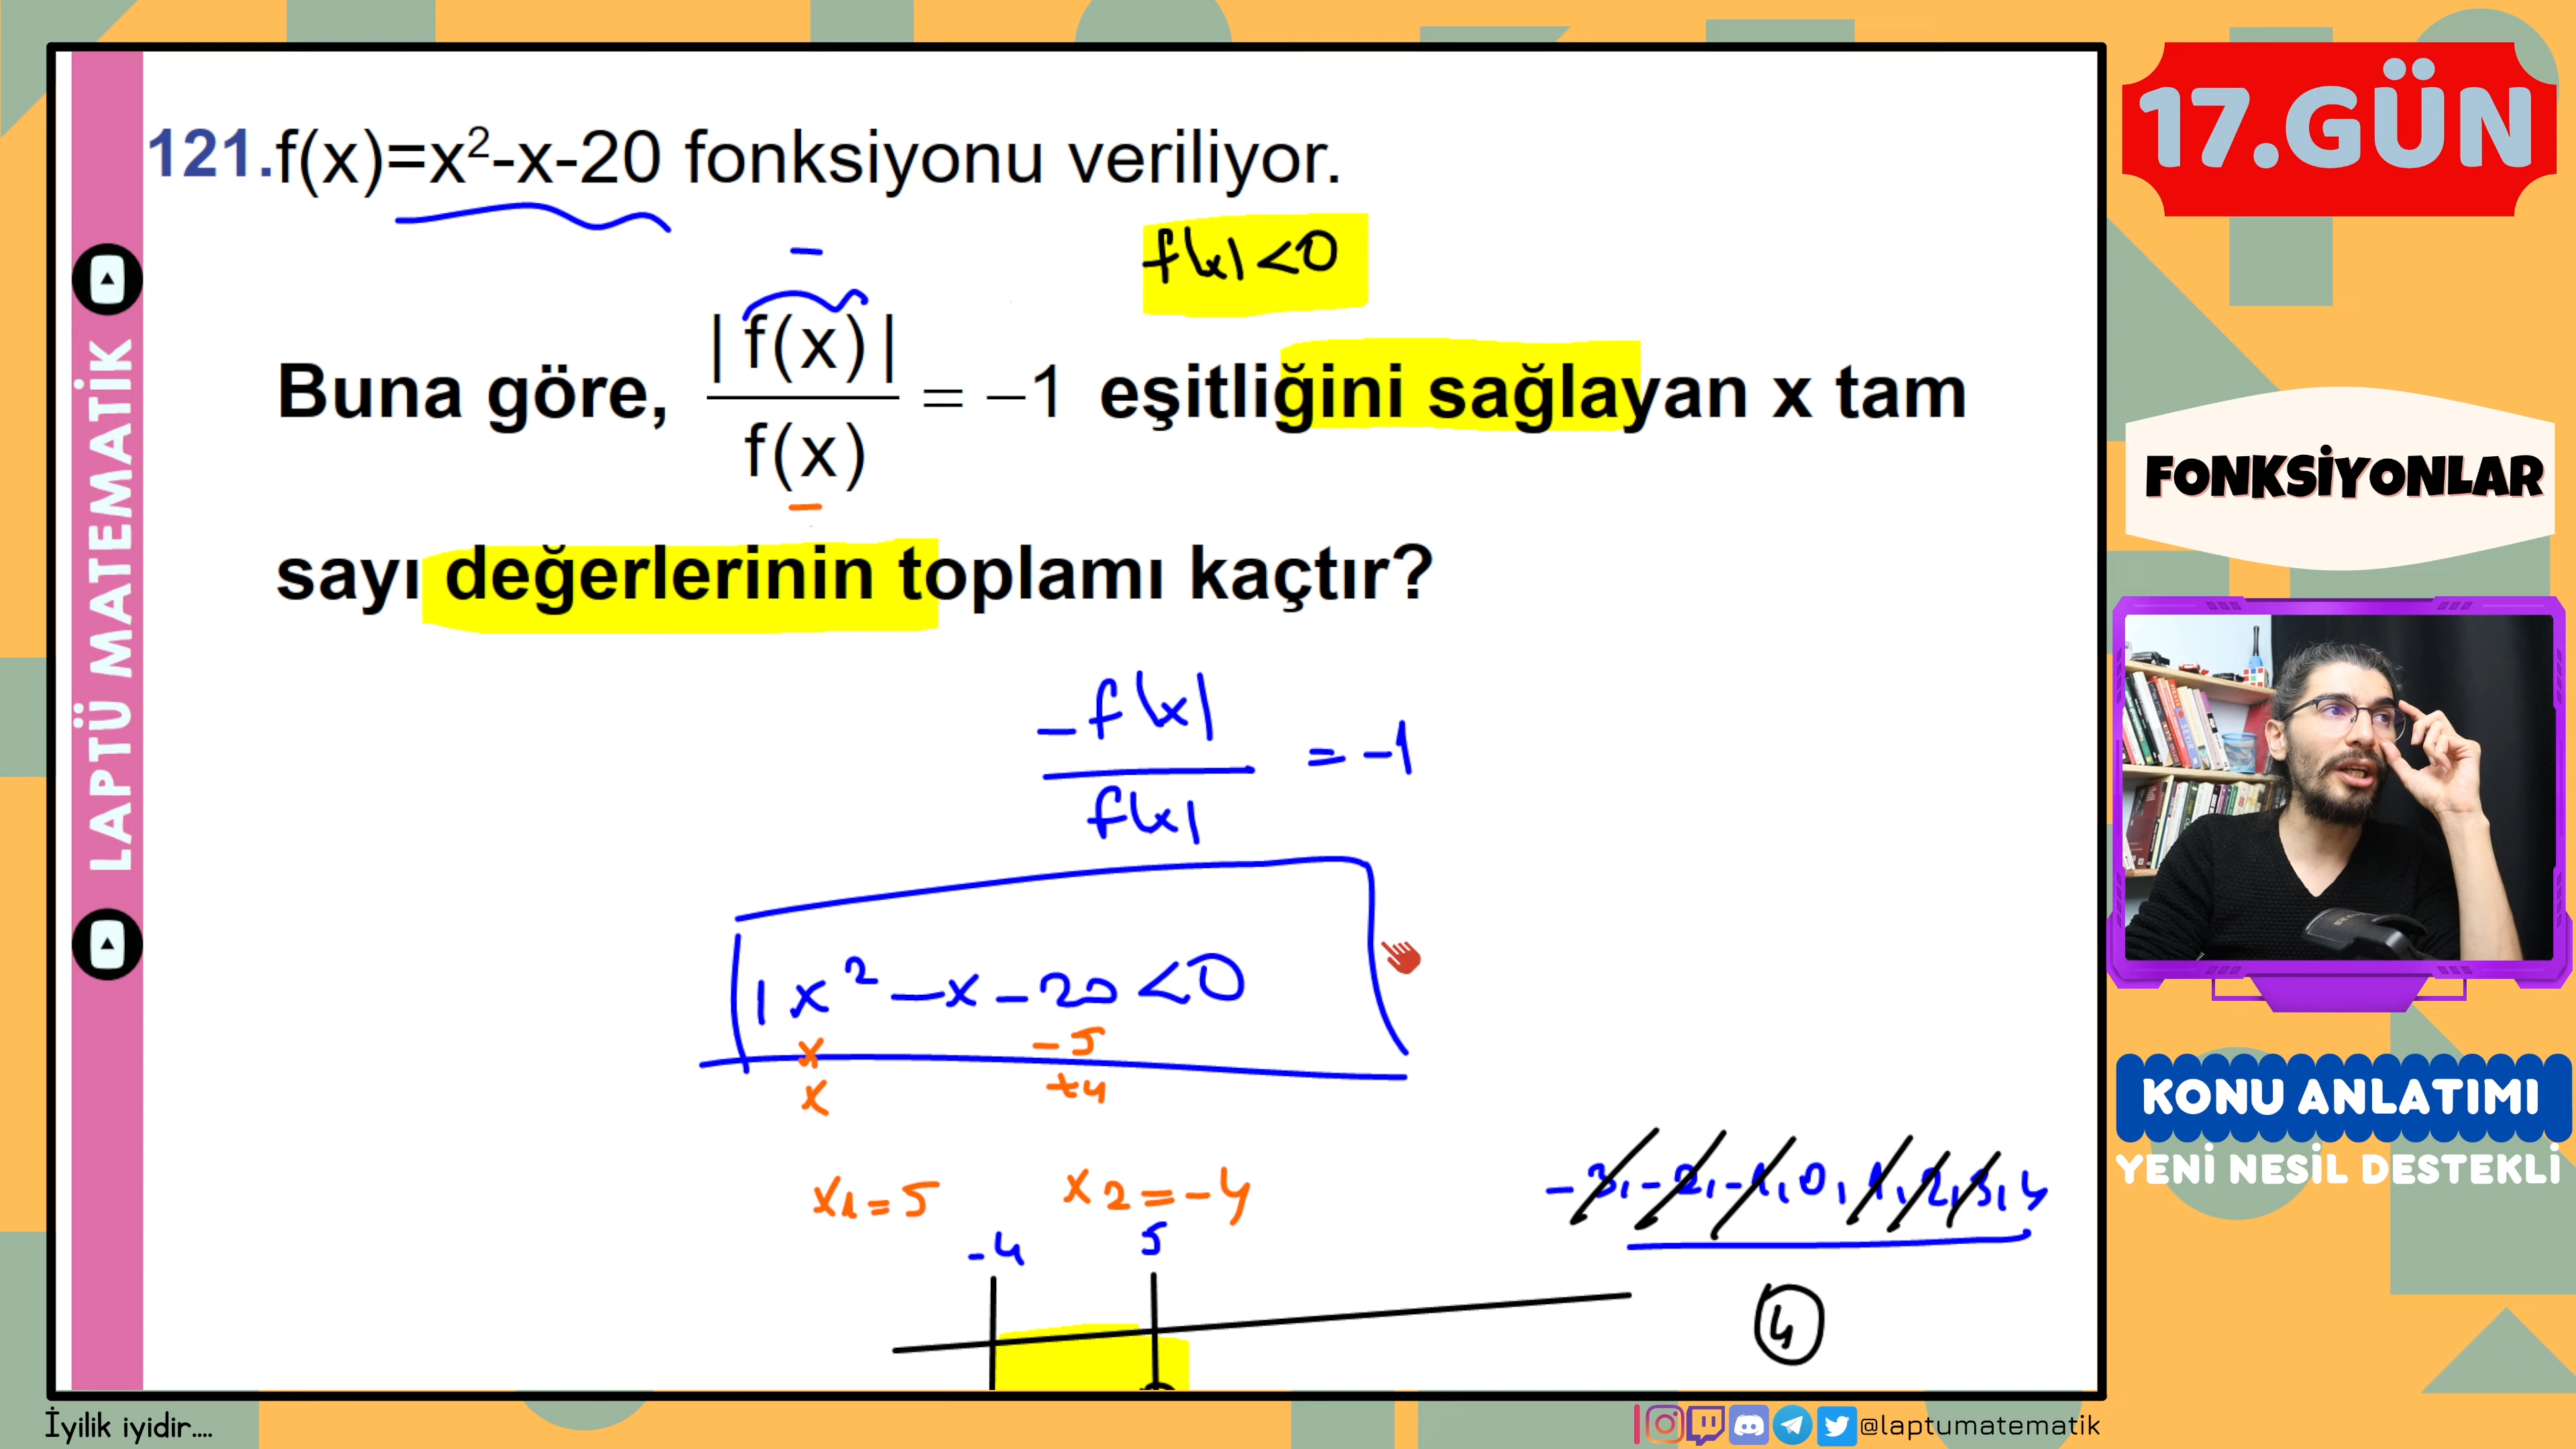 17.GÜN
121.f(x)=x²-x-20 fonksiyonu veriliyor.
-
f(x)<0
Buna göre, |f(x)| / f(x) = −1 eşitliğini sağlayan x tam
-
sayı değerlerinin toplamı kaçtır?
-f(x) / f(x) = -1
1x²-x-20<0
x -5
x +4
x1=5 x2=-4
-3,-2,-1,0,1,2,3,4
-4 5
4
LAPTÜ MATEMATİK
FONKSİYONLAR
KONU ANLATIMI
YENİ NESİL DESTEKLİ
İyilik iyidir....
@laptumatematik